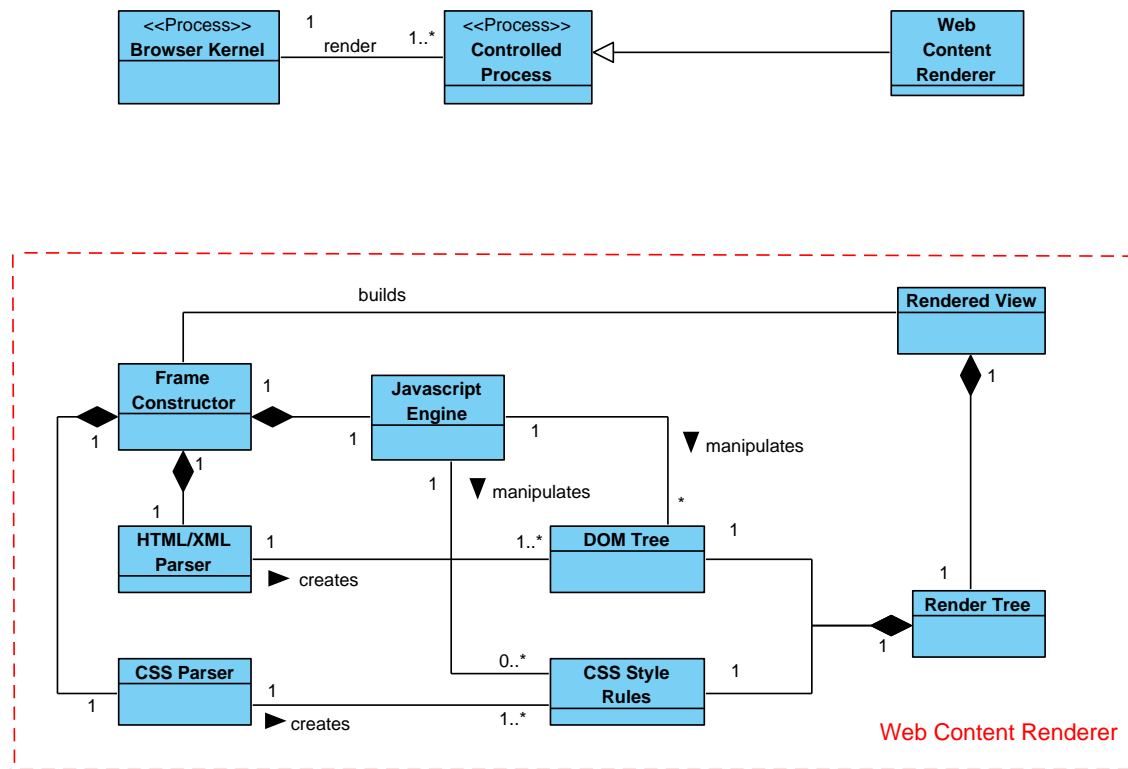 <<Process>>
Browser Kernel
1
render
1..*
<<Process>>
Controlled
Process
Web
Content
Renderer
builds
Rendered View
1
Frame
Constructor
1
1
1
Javascript
Engine
1
1
manipulates
1
manipulates
*
1
HTML/XML
Parser
1
creates
1..*
DOM Tree
1
1
Render Tree
1
CSS Parser
1
1
creates
0..*
1..*
CSS Style
Rules
1
Web Content Renderer